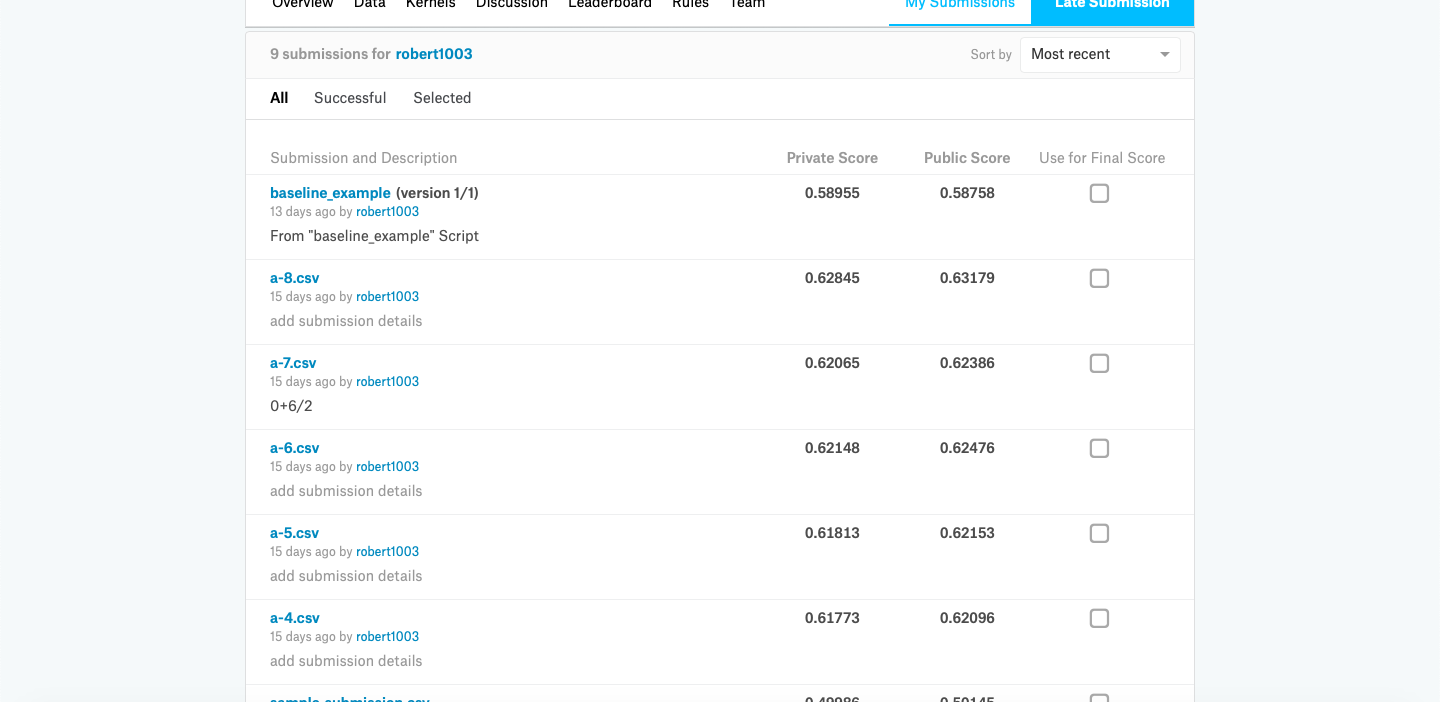 Overview Data Kernels Discussion Leaderboard Rules Team My Submissions Late Submission
9 submissions for robert1003 Sort by Most recent
All Successful Selected
Submission and Description Private Score Public Score Use for Final Score
baseline_example (version 1/1) 0.58955 0.58758
13 days ago by robert1003
From "baseline_example" Script
a-8.csv 0.62845 0.63179
15 days ago by robert1003
add submission details
a-7.csv 0.62065 0.62386
15 days ago by robert1003
0+6/2
a-6.csv 0.62148 0.62476
15 days ago by robert1003
add submission details
a-5.csv 0.61813 0.62153
15 days ago by robert1003
add submission details
a-4.csv 0.61773 0.62096
15 days ago by robert1003
add submission details